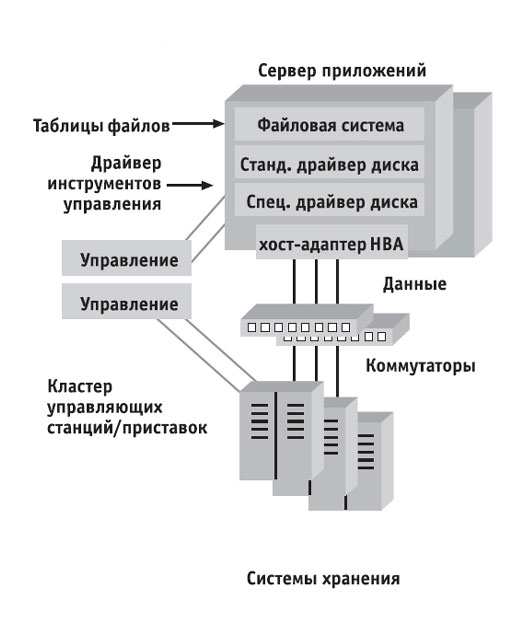 Сервер приложений
Таблицы файлов
Файловая система
Драйвер
инструментов
управления
Станд. драйвер диска
Спец. драйвер диска
хост-адаптер НВА
Управление
Управление
Данные
Коммутаторы
Кластер
управляющих
станций/приставок
Системы хранения